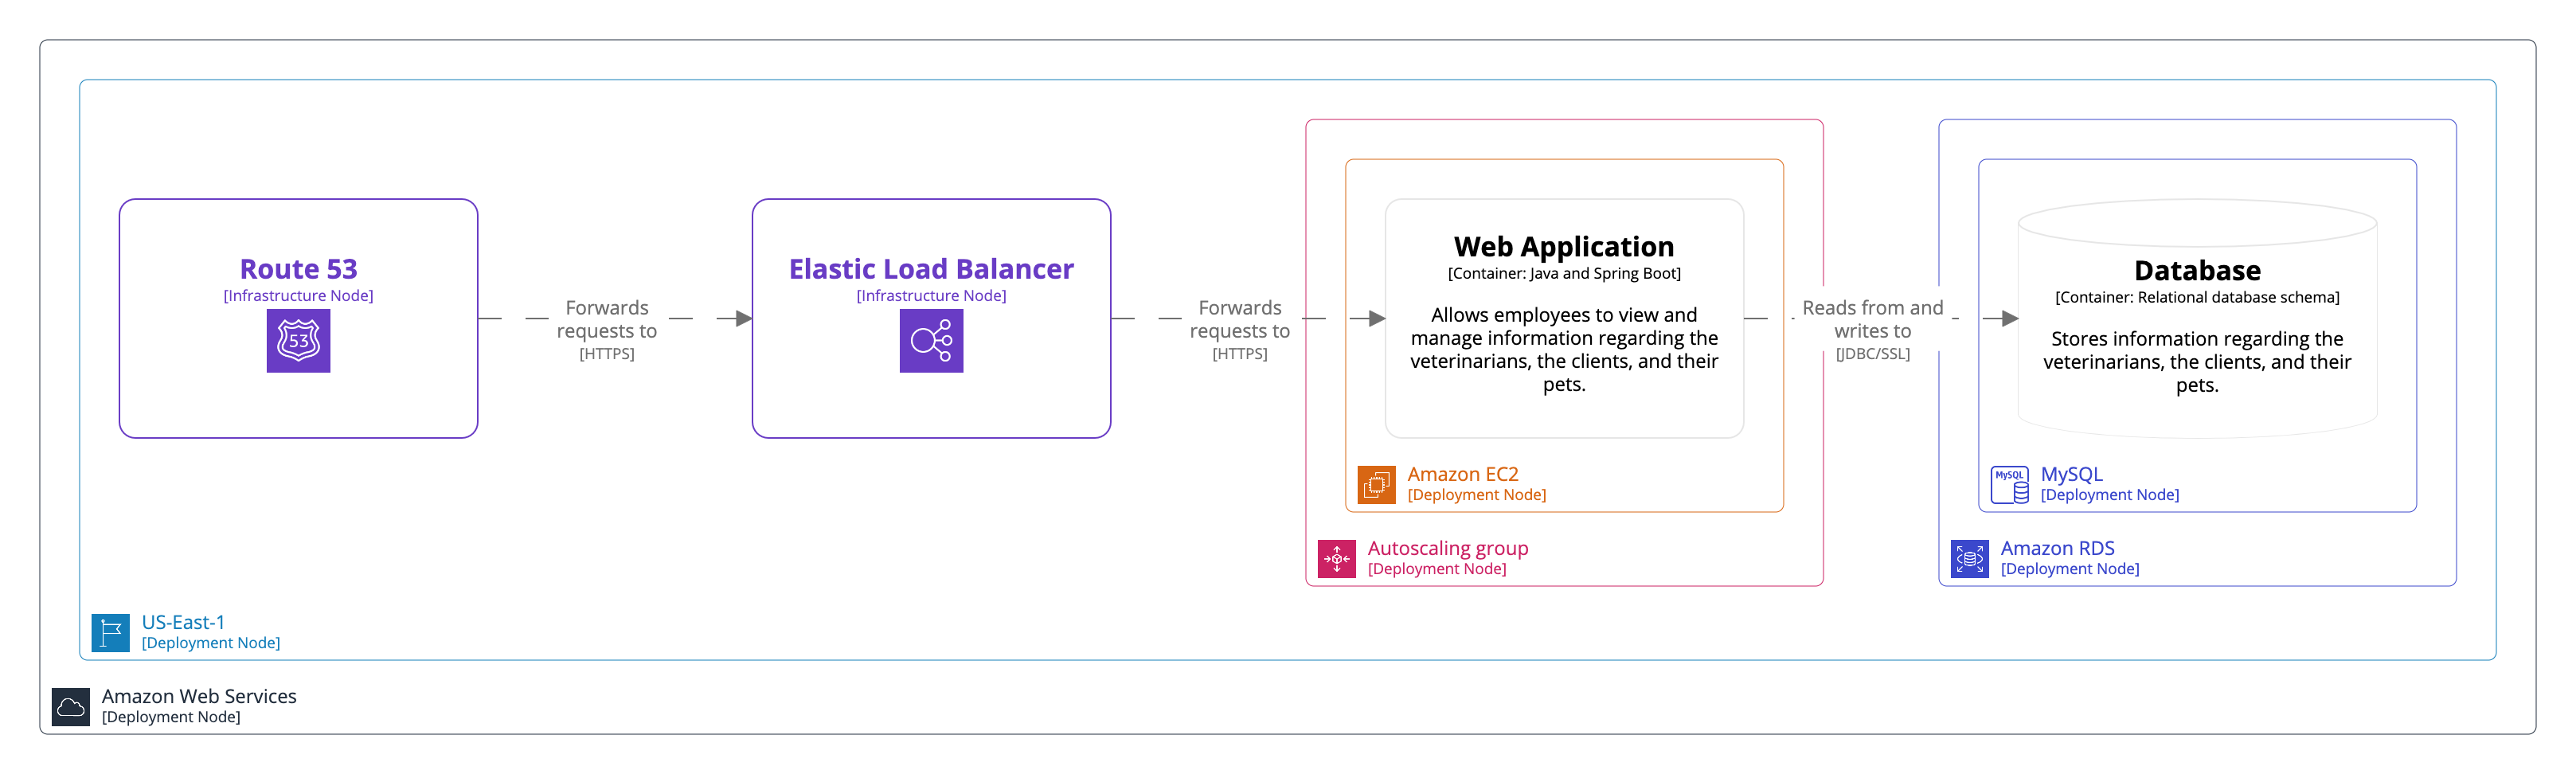 Route 53
[Infrastructure Node]
53
Forwards
requests to
[HTTPS]
Elastic Load Balancer
[Infrastructure Node]
Forwards
requests to
[HTTPS]
Web Application
[Container: Java and Spring Boot]
Allows employees to view and
manage information regarding the
veterinarians, the clients, and their
pets.
Amazon EC2
[Deployment Node]
Autoscaling group
[Deployment Node]
Reads from and
writes to
[JDBC/SSL]
Database
[Container: Relational database schema]
Stores information regarding the
veterinarians, the clients, and their
pets.
MySQL
MySQL
[Deployment Node]
Amazon RDS
[Deployment Node]
US-East-1
[Deployment Node]
Amazon Web Services
[Deployment Node]